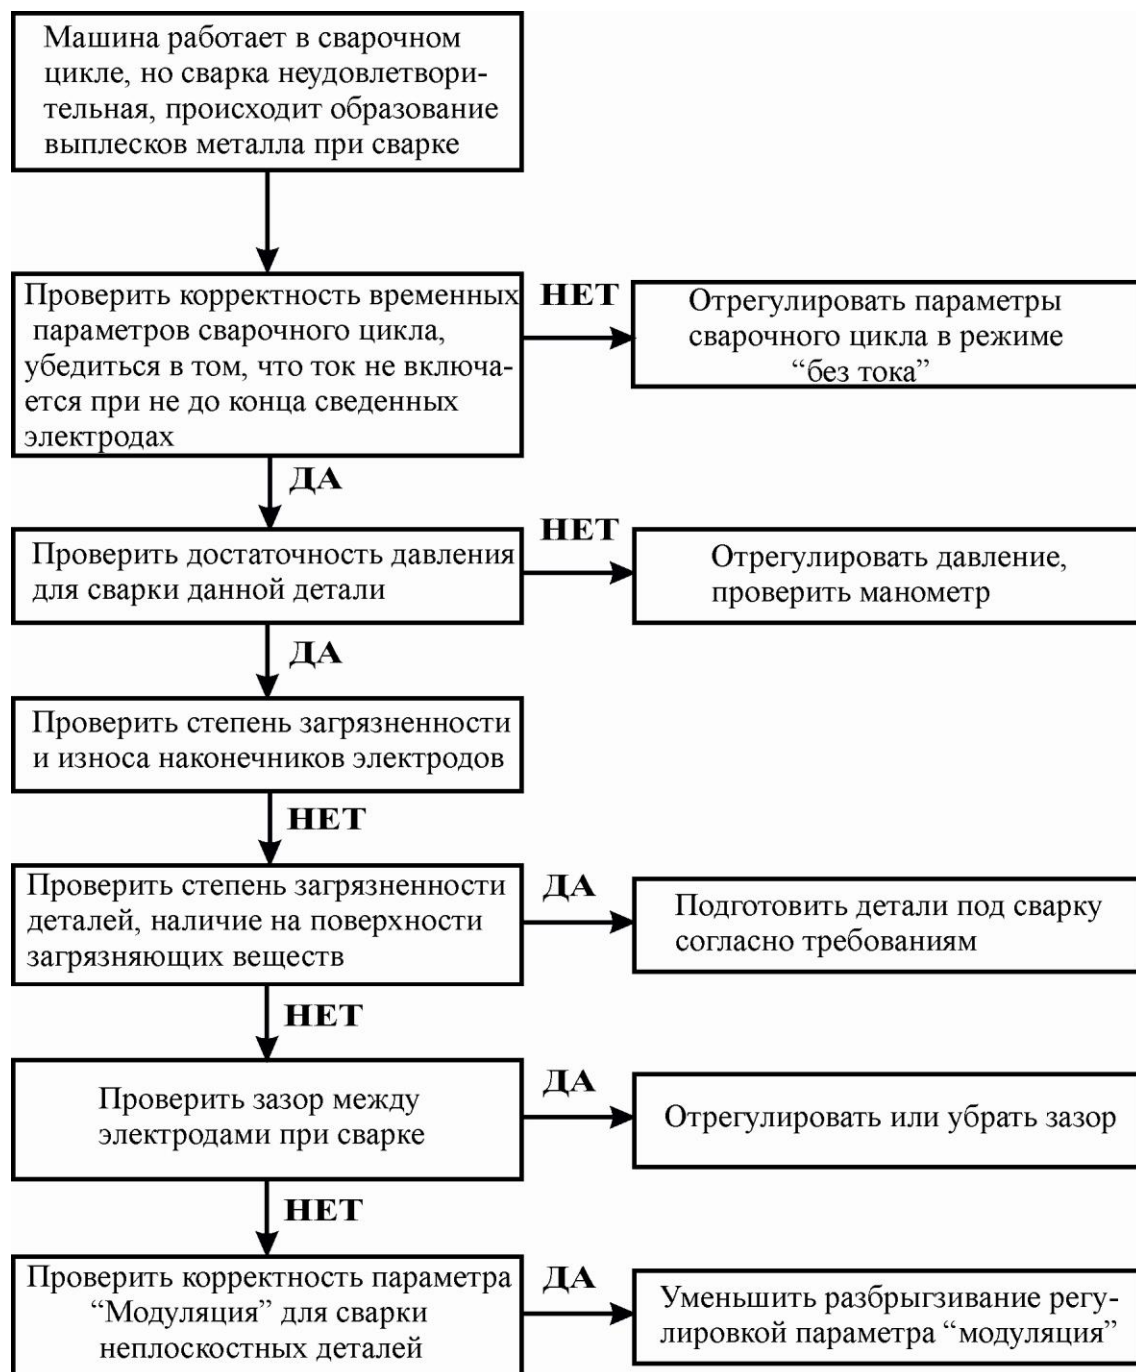 Машина работает в сварочном
цикле, но сварка неудовлетвори-
тельная, происходит образование
выплесков металла при сварке
Проверить корректность временных
параметров сварочного цикла,
убедиться в том, что ток не включа-
ется при не до конца сведенных
электродах
НЕТ
Отрегулировать параметры
сварочного цикла в режиме
“без тока”
ДА
Проверить достаточность давления
для сварки данной детали
НЕТ
Отрегулировать давление,
проверить манометр
ДА
Проверить степень загрязненности
и износа наконечников электродов
НЕТ
Проверить степень загрязненности
деталей, наличие на поверхности
загрязняющих веществ
ДА
Подготовить детали под сварку
согласно требованиям
НЕТ
Проверить зазор между
электродами при сварке
ДА
Отрегулировать или убрать зазор
НЕТ
Проверить корректность параметра
“Модуляция” для сварки
неплоскостных деталей
ДА
Уменьшить разбрыгзивание регу-
лировкой параметра “модуляция”